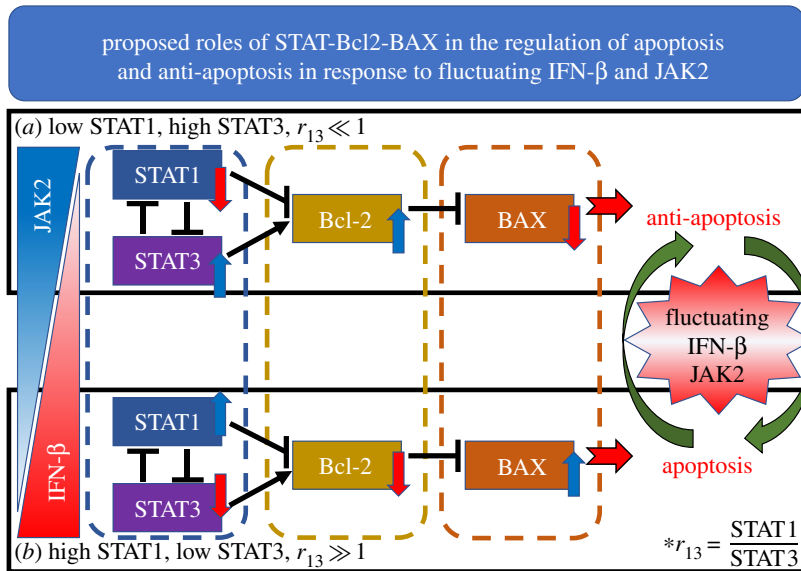 proposed roles of STAT-Bcl2-BAX in the regulation of apoptosis
and anti-apoptosis in response to fluctuating IFN-β and JAK2
(a) low STAT1, high STAT3, r13 ≪ 1
JAK2
IFN-β
STAT1
STAT3
Bcl-2
BAX
anti-apoptosis
fluctuating
IFN-β
JAK2
STAT1
STAT3
Bcl-2
BAX
apoptosis
(b) high STAT1, low STAT3, r13 ≫ 1
*r13 = STAT1
STAT3